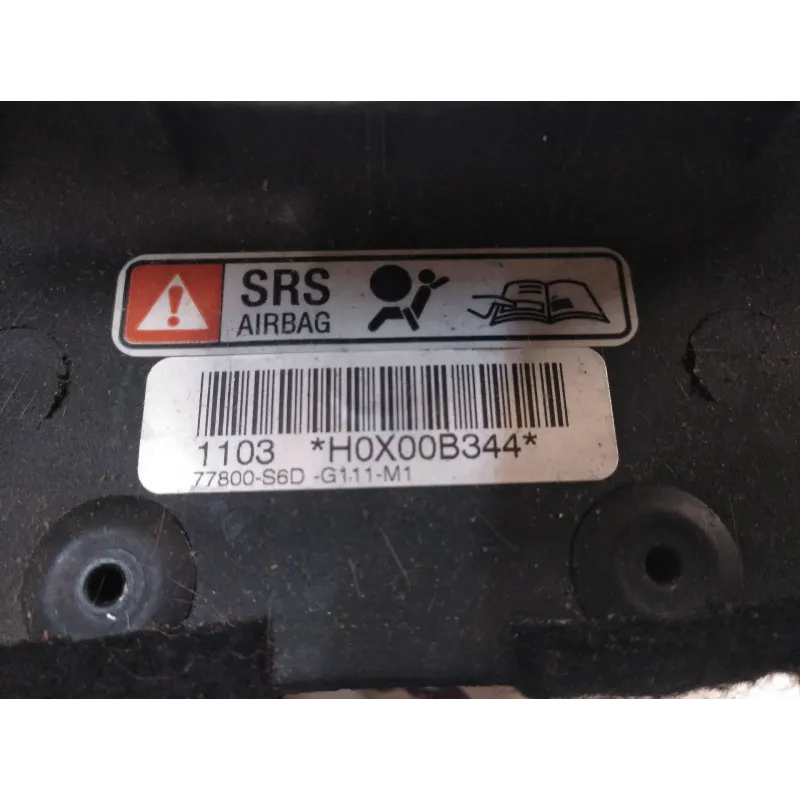 SRS
AIRBAG
1103 *H0X00B344*
77800-S6D -G111-M1